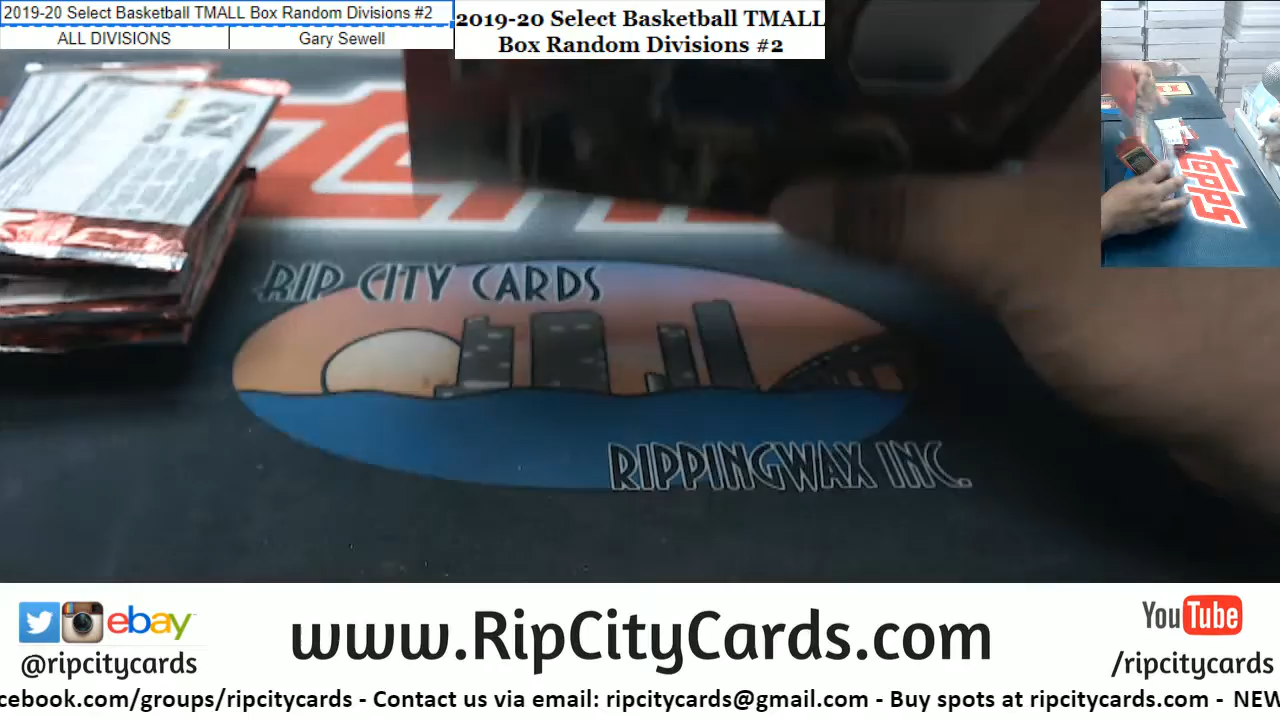 2019-20 Select Basketball TMALL Box Random Divisions #2
ALL DIVISIONS Gary Sewell
2019-20 Select Basketball TMALL
Box Random Divisions #2
topps
RIP CITY CARDS
RIPPINGWAX INC.
ebay
@ripcitycards
www.RipCityCards.com
YouTube
/ripcitycards
cebook.com/groups/ripcitycards - Contact us via email: ripcitycards@gmail.com - Buy spots at ripcitycards.com - NEW